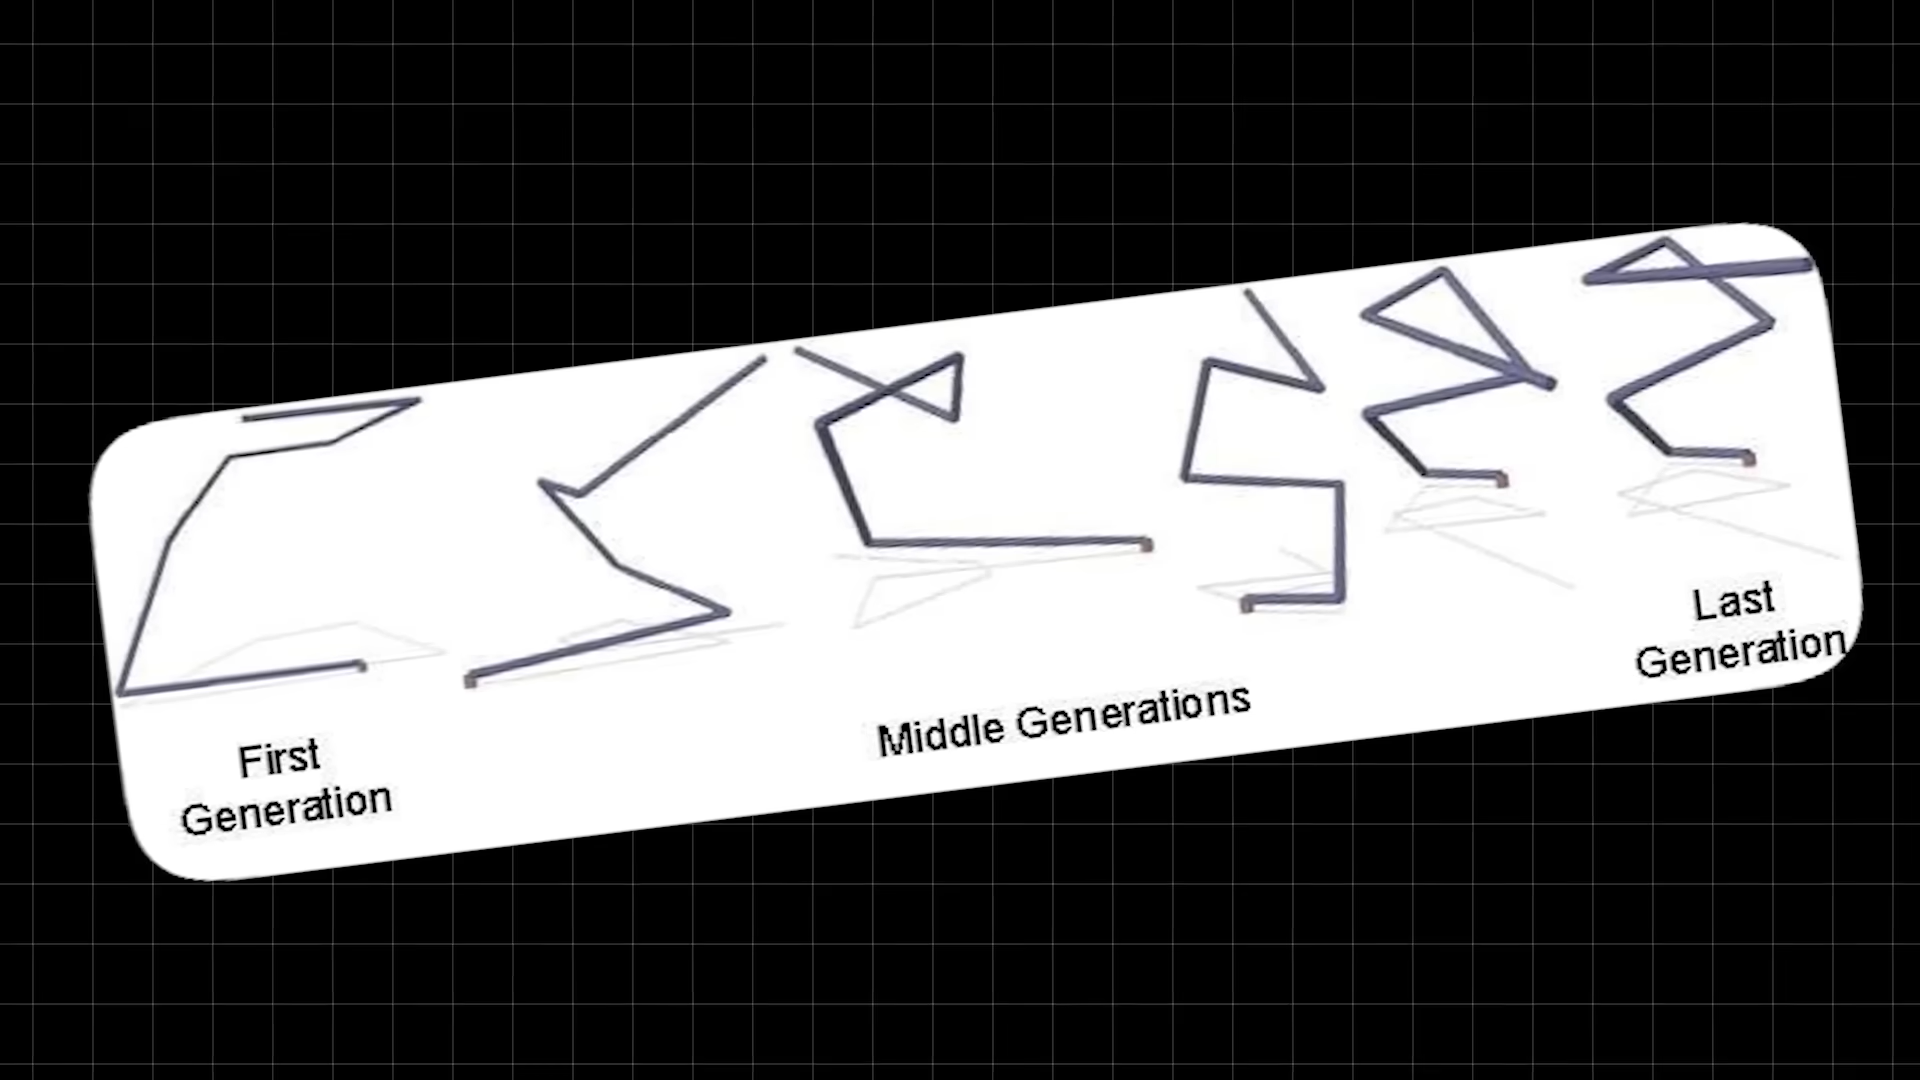 First
Generation
Middle Generations
Last
Generation